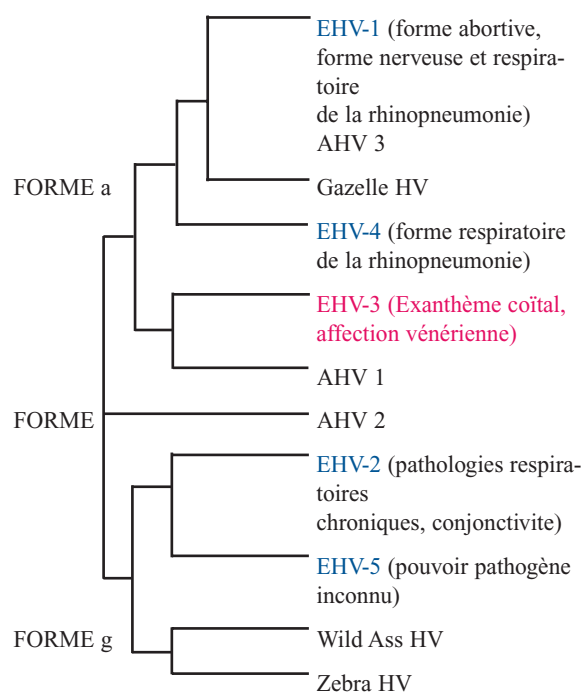 EHV-1 (forme abortive,
forme nerveuse et respira-
toire
de la rhinopneumonie)
AHV 3
FORME a
Gazelle HV
EHV-4 (forme respiratoire
de la rhinopneumonie)
EHV-3 (Exanthème coïtal,
affection vénérienne)
AHV 1
FORME
AHV 2
EHV-2 (pathologies respira-
toires
chroniques, conjonctivite)
EHV-5 (pouvoir pathogène
inconnu)
FORME g
Wild Ass HV
Zebra HV